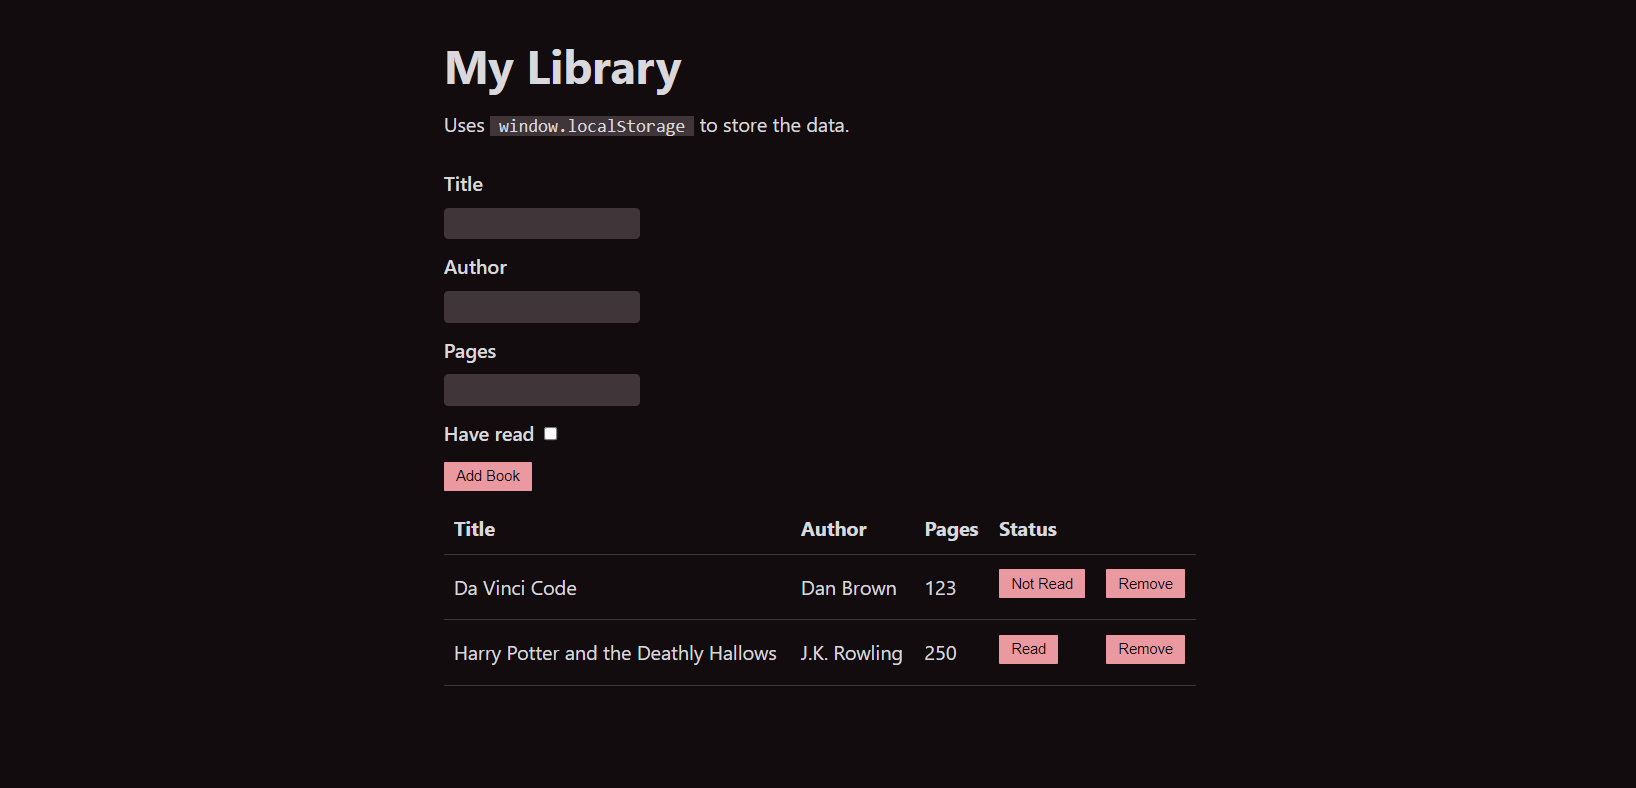 My Library
Uses window.localStorage to store the data.
Title
Author
Pages
Have read
Add Book
Title Author Pages Status
Da Vinci Code Dan Brown 123 Not Read Remove
Harry Potter and the Deathly Hallows J.K. Rowling 250 Read Remove